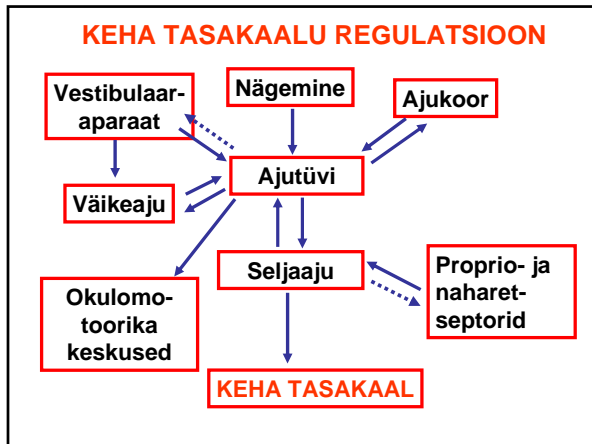 KEHA TASAKAALU REGULATSIOON
Vestibulaar-
aparaat
Nägemine
Ajukoor
Ajutüvi
Väikeaju
Seljaaju
Proprio- ja
naharet-
septorid
Okulomo-
toorika
keskused
KEHA TASAKAAL